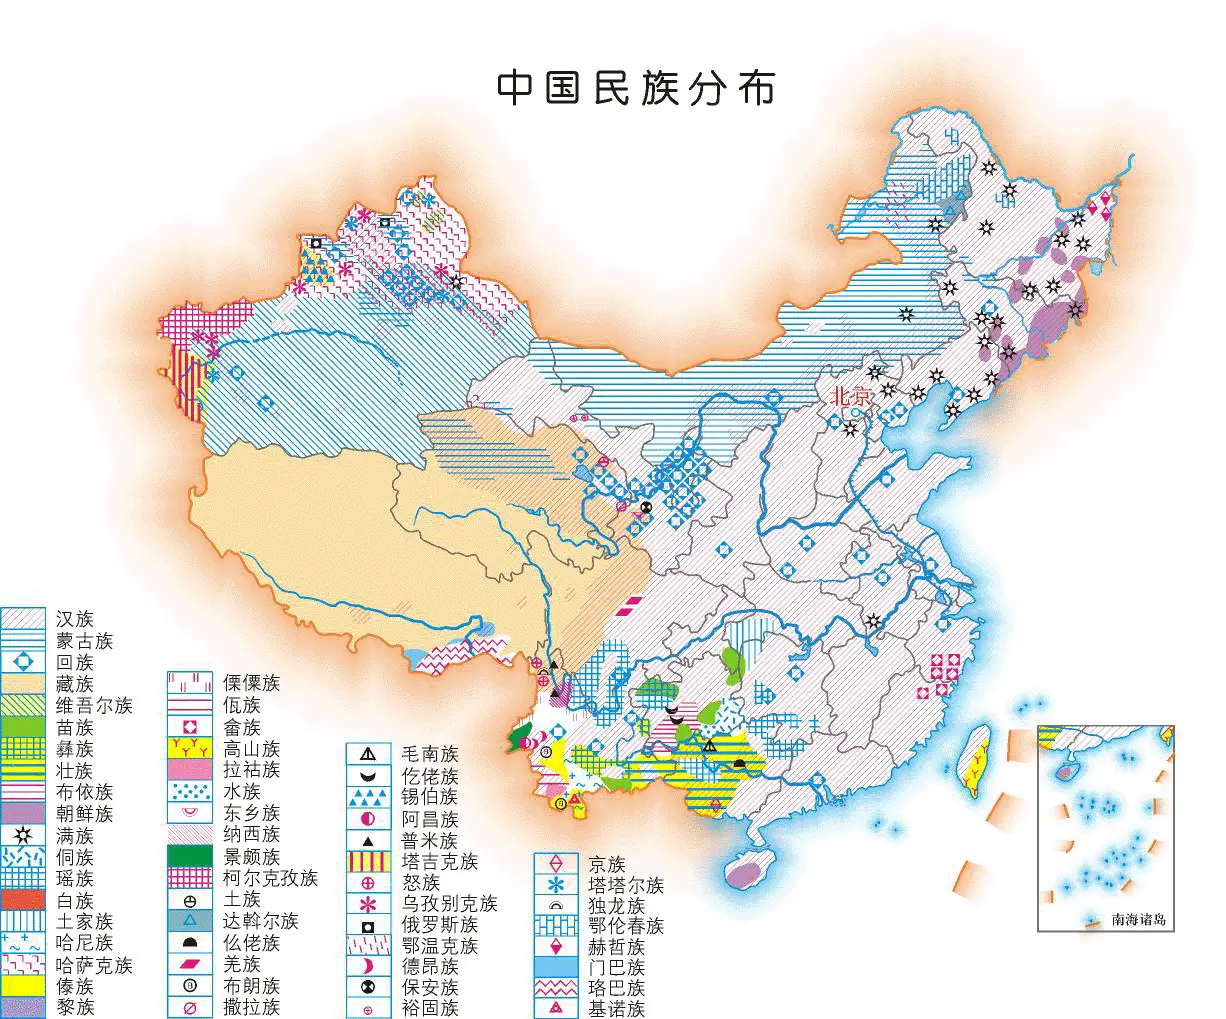 中国民族分布
北京
汉族
蒙古族
回族
藏族
维吾尔族
苗族
彝族
壮族
布依族
朝鲜族
满族
侗族
瑶族
白族
土家族
哈尼族
哈萨克族
傣族
黎族
傈僳族
佤族
畲族
高山族
拉祜族
水族
东乡族
纳西族
景颇族
柯尔克孜族
土族
达斡尔族
仫佬族
羌族
布朗族
撒拉族
毛南族
仡佬族
锡伯族
阿昌族
普米族
塔吉克族
怒族
乌孜别克族
俄罗斯族
鄂温克族
德昂族
保安族
裕固族
京族
塔塔尔族
独龙族
鄂伦春族
赫哲族
门巴族
珞巴族
基诺族
南海诸岛